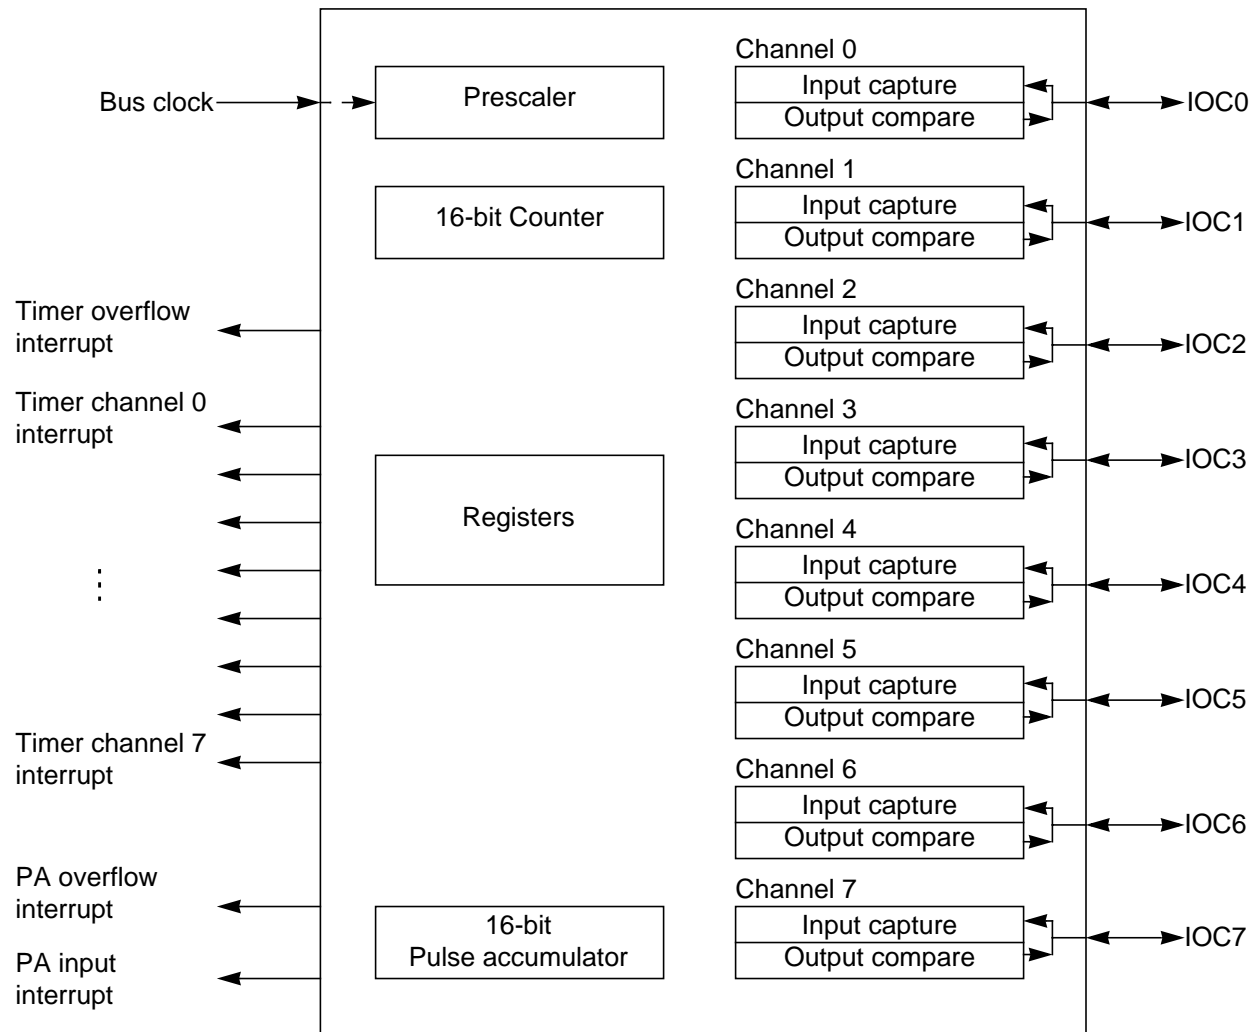 Channel 0
Bus clock
Prescaler
Input capture
Output compare
IOC0
Channel 1
16-bit Counter
Input capture
Output compare
IOC1
Timer overflow
interrupt
Channel 2
Input capture
Output compare
IOC2
Timer channel 0
interrupt
Channel 3
Input capture
Output compare
IOC3
Registers
Channel 4
Input capture
Output compare
IOC4
Channel 5
Input capture
Output compare
IOC5
Timer channel 7
interrupt
Channel 6
Input capture
Output compare
IOC6
PA overflow
interrupt
16-bit
Pulse accumulator
Channel 7
Input capture
Output compare
IOC7
PA input
interrupt